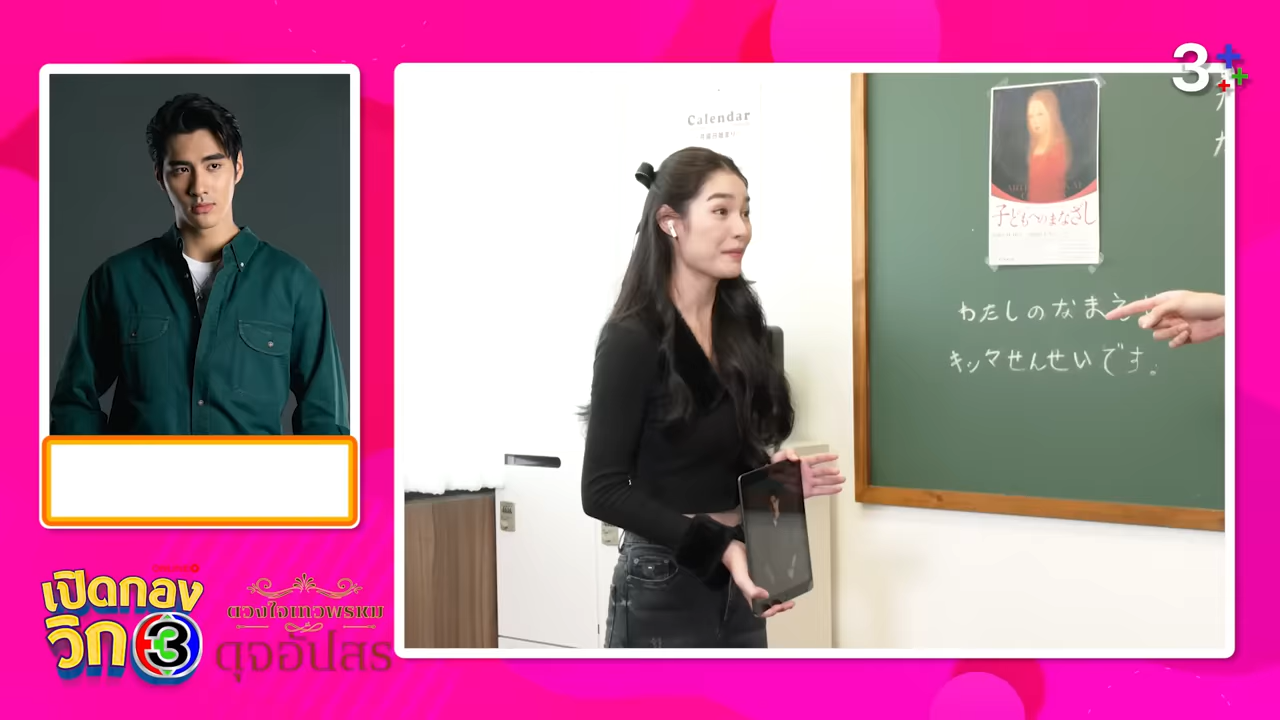 3
Calendar
子どもへのまなざし
わたしのなまえ
キッマせんせいです。
เปิดกอง
วิก 3
ดวงใจเทวพรหม
ดุจอัปสร